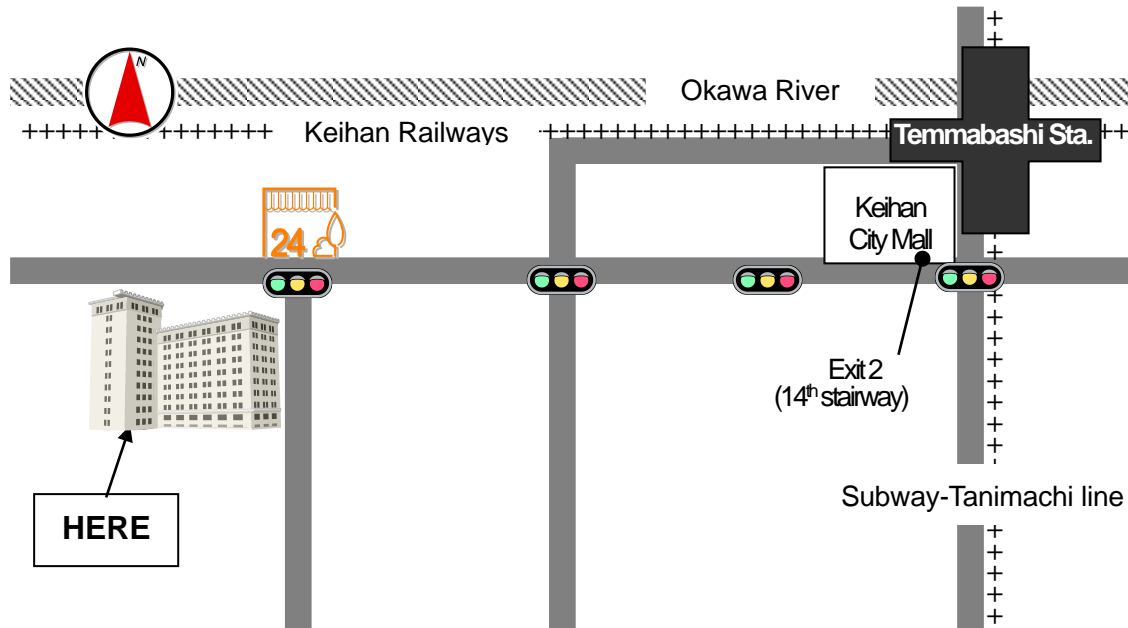 N
Okawa River
Keihan Railways
Temmabashi Sta.
24
Keihan
City Mall
Exit 2
(14th stairway)
HERE
Subway-Tanimachi line